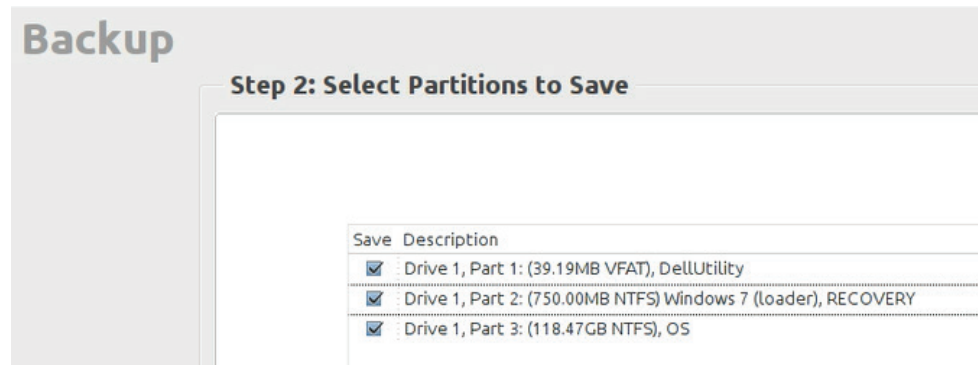 Backup
Step 2: Select Partitions to Save
Save Description
Drive 1, Part 1: (39.19MB VFAT), DellUtility
Drive 1, Part 2: (750.00MB NTFS) Windows 7 (loader), RECOVERY
Drive 1, Part 3: (118.47GB NTFS), OS